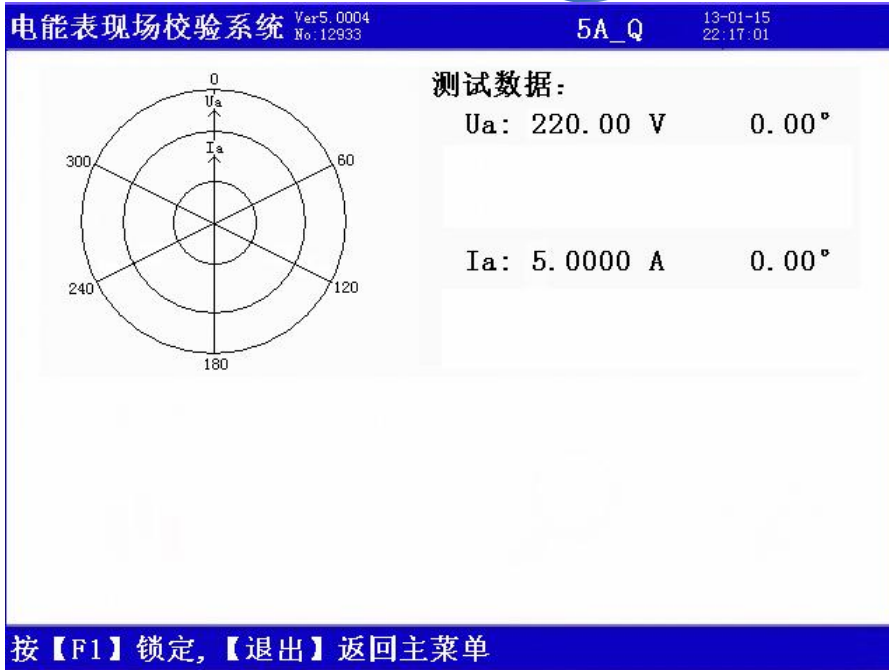 电能表现场校验系统
Ver5.0004
No:12933
5A_Q
13-01-15
22:17:01
0
Ua
Ia
300
60
240
120
180
测试数据:
Ua: 220.00 V 0.00°
Ia: 5.0000 A 0.00°
按【F1】锁定,【退出】返回主菜单